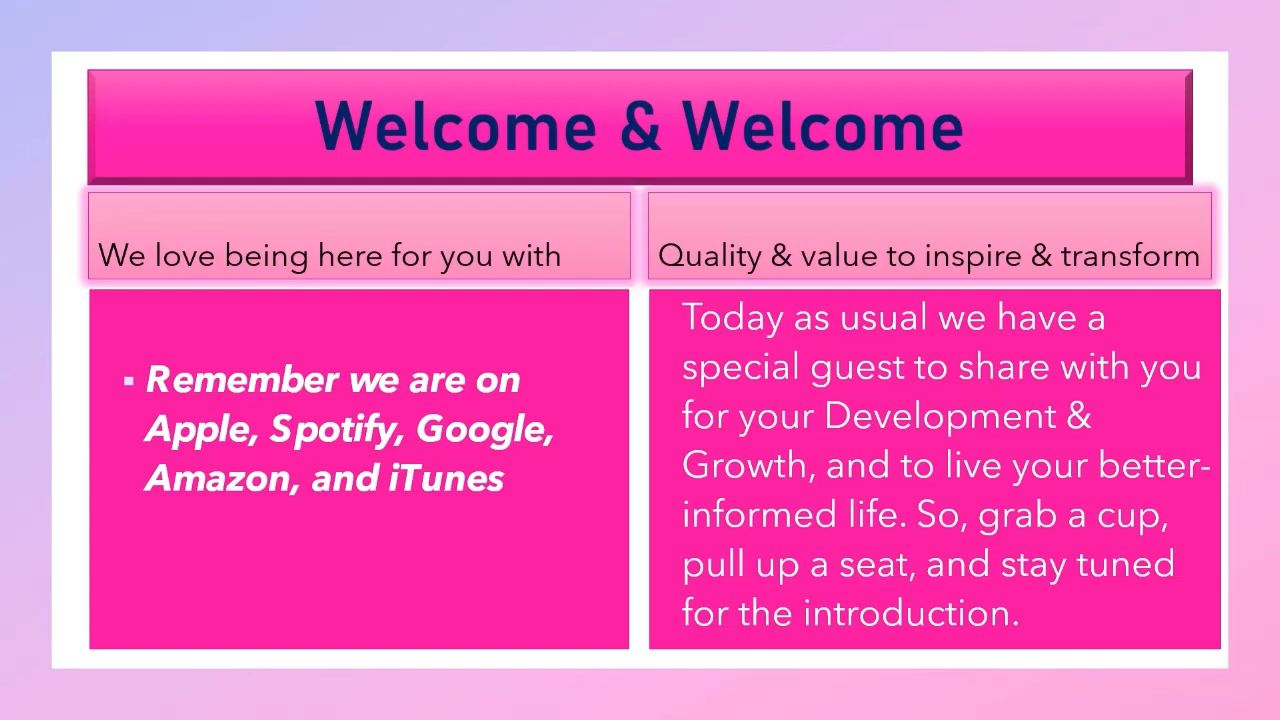 Welcome & Welcome
We love being here for you with
Quality & value to inspire & transform
▪ Remember we are on
Apple, Spotify, Google,
Amazon, and iTunes
Today as usual we have a
special guest to share with you
for your Development &
Growth, and to live your better-
informed life. So, grab a cup,
pull up a seat, and stay tuned
for the introduction.